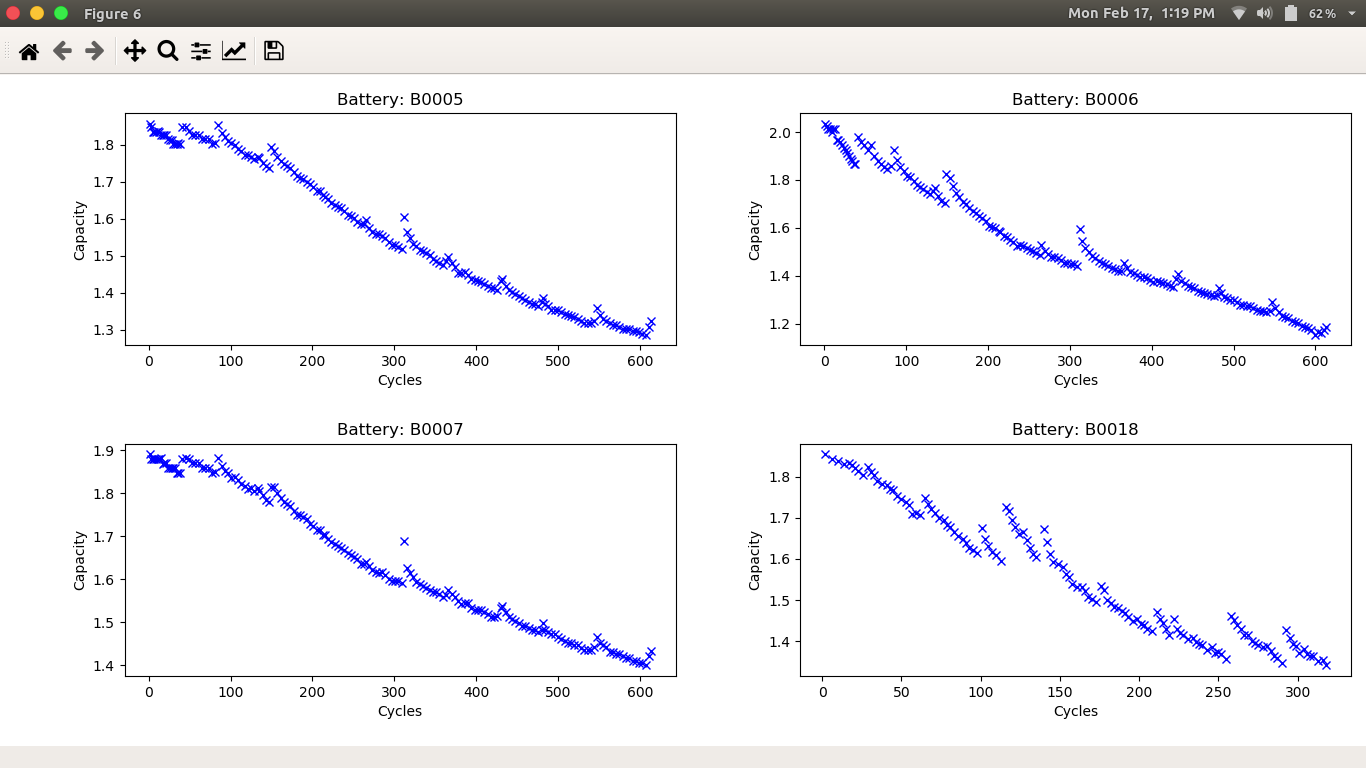 Figure 6
Mon Feb 17, 1:19 PM
62%
Battery: B0005
Capacity
1.8
1.7
1.6
1.5
1.4
1.3
0 100 200 300 400 500 600
Cycles
Battery: B0006
Capacity
2.0
1.8
1.6
1.4
1.2
0 100 200 300 400 500 600
Cycles
Battery: B0007
Capacity
1.9
1.8
1.7
1.6
1.5
1.4
0 100 200 300 400 500 600
Cycles
Battery: B0018
Capacity
1.8
1.7
1.6
1.5
1.4
0 50 100 150 200 250 300
Cycles